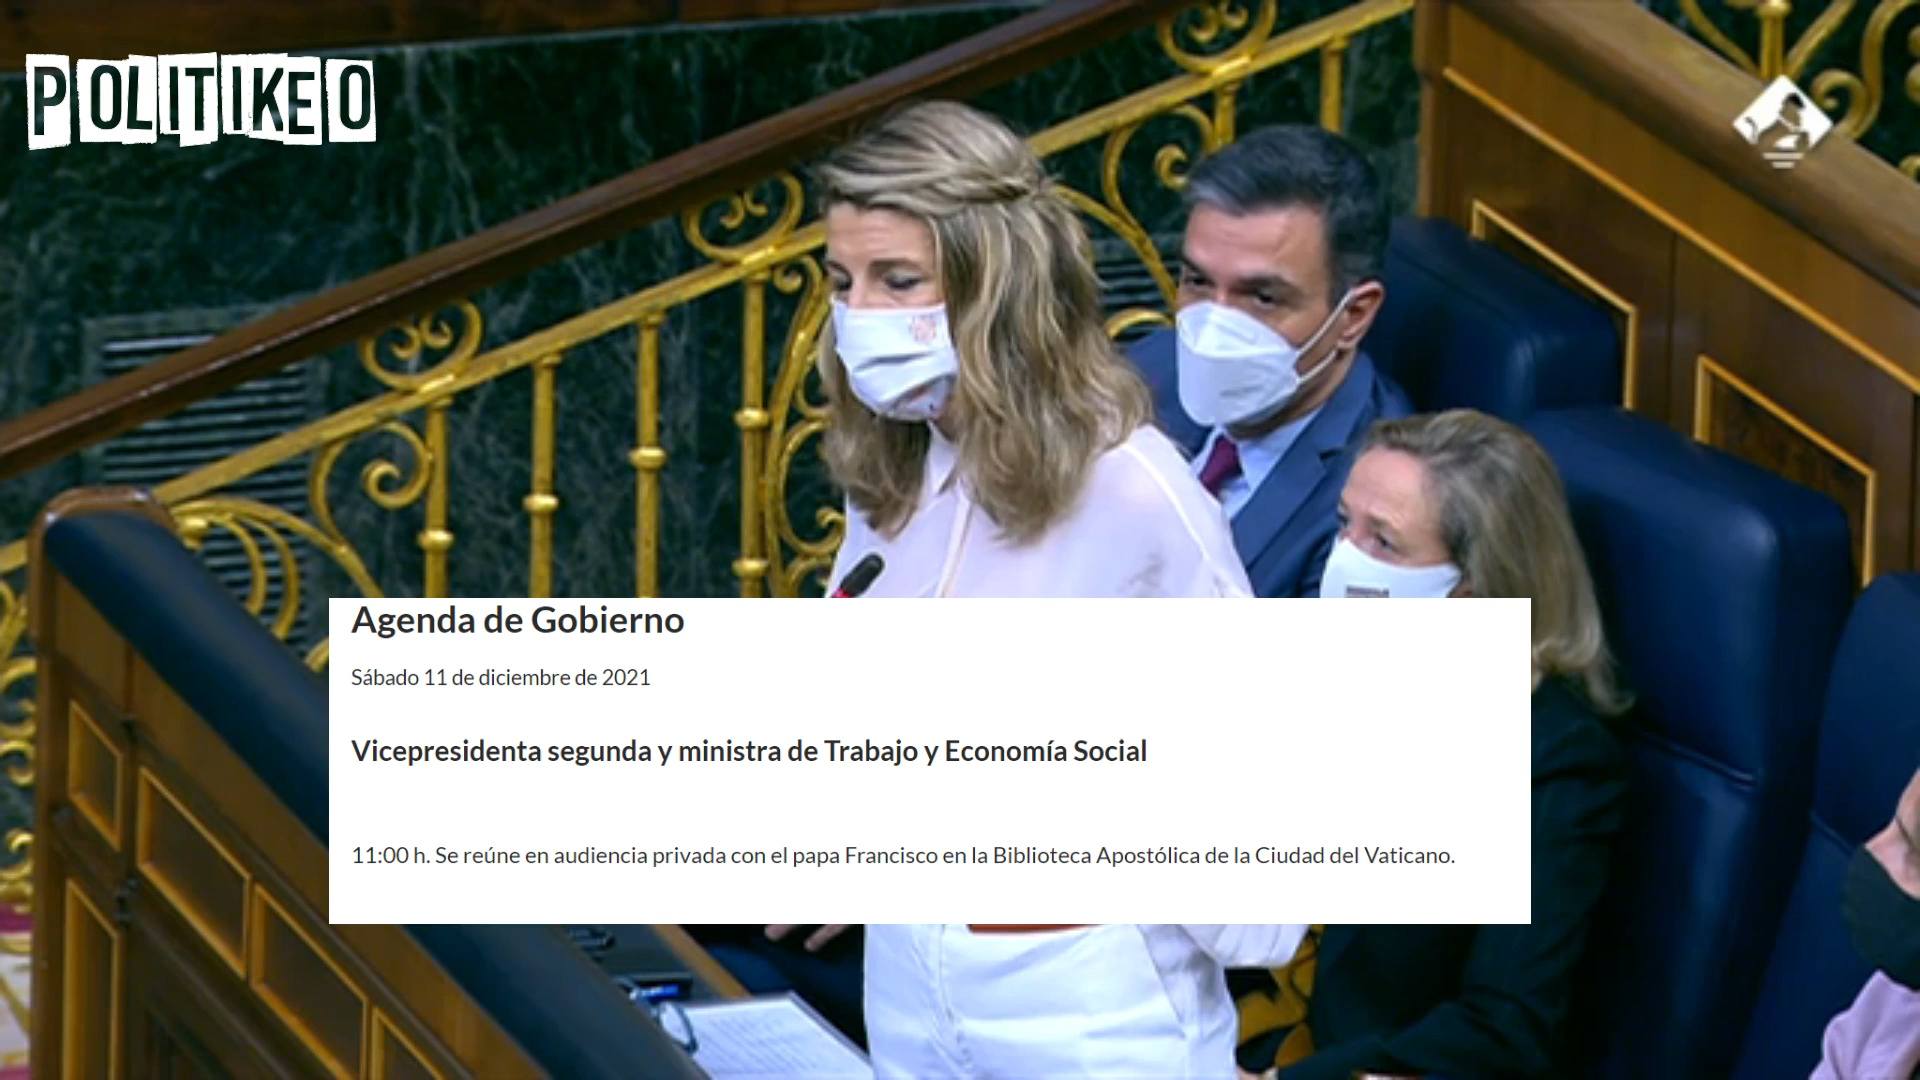 POLITIKEO
Agenda de Gobierno
Sábado 11 de diciembre de 2021
Vicepresidenta segunda y ministra de Trabajo y Economía Social
11:00 h. Se reúne en audiencia privada con el papa Francisco en la Biblioteca Apostólica de la Ciudad del Vaticano.